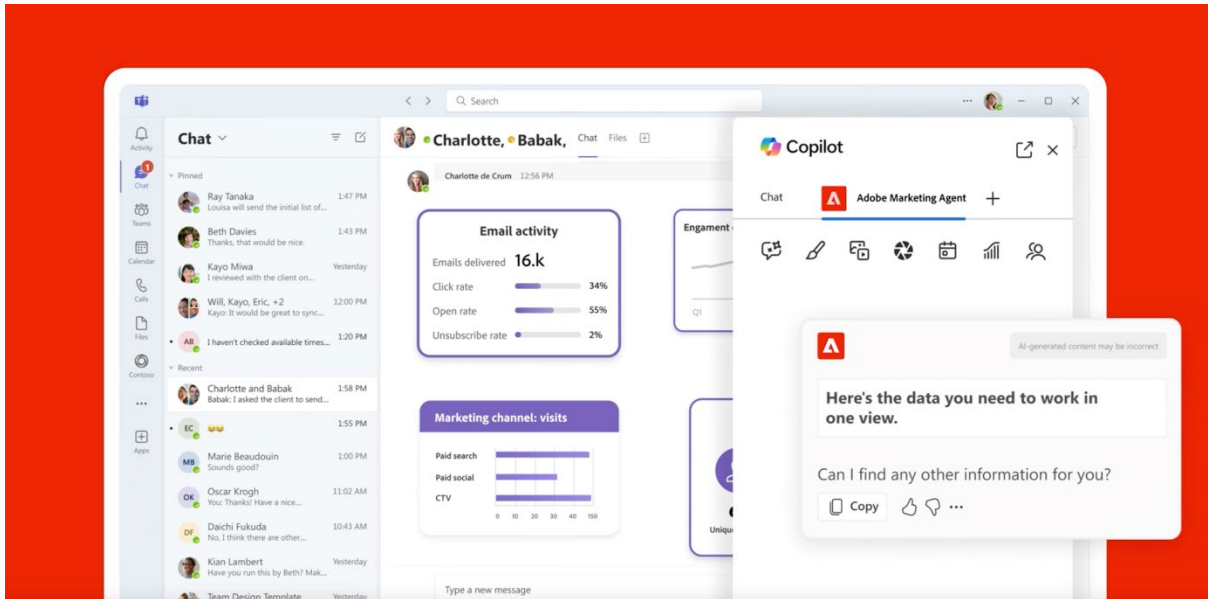 Search
Activity
Chat
Teams
Calendar
Calls
Files
Contoso
Apps
1
Chat
Pinned
Ray Tanaka 1:47 PM
Louisa will send the initial list of...
Beth Davies 1:43 PM
Thanks, that would be nice.
Kayo Miwa Yesterday
I reviewed with the client on...
Will, Kayo, Eric, +2 12:00 PM
Kayo: It would be great to sync...
AB I haven't checked available times... 1:20 PM
Recent
Charlotte and Babak 1:58 PM
Babak: I asked the client to send...
EC 1:55 PM
MB Marie Beaudouin 1:00 PM
Sounds good?
OK Oscar Krogh 11:02 AM
You: Thanks! Have a nice...
DF Daichi Fukuda 10:43 AM
No, I think there are other...
Kian Lambert Yesterday
Have you run this by Beth? Mak...
Team Design Template Yesterday
Charlotte, Babak, Chat Files
Charlotte de Crum 12:56 PM
Email activity
Emails delivered 16.k
Click rate 34%
Open rate 55%
Unsubscribe rate 2%
Engament
Q1
Marketing channel: visits
Paid search
Paid social
CTV
0 10 20 30 40 150
Uniqu
Type a new message
Copilot
Chat
Adobe Marketing Agent
AI-generated content may be incorrect
Here's the data you need to work in
one view.
Can I find any other information for you?
Copy